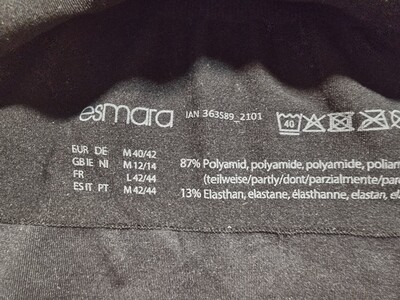 esmara IAN 363589_2101 40
EUR DE M 40/42
GB IE NI M 12/14
FR L 42/44
ES IT PT M 42/44
87% Polyamid, polyamide, polyamide,
(teilweise/partly/dont/parzialmente/
13% Elasthan, elastane, élasthanne, elastan,